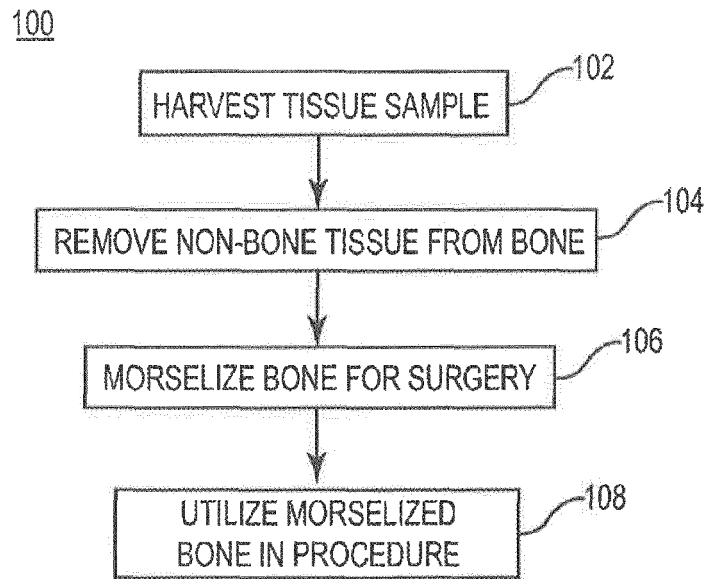 100
102
HARVEST TISSUE SAMPLE
104
REMOVE NON-BONE TISSUE FROM BONE
106
MORSELIZE BONE FOR SURGERY
108
UTILIZE MORSELIZED
BONE IN PROCEDURE